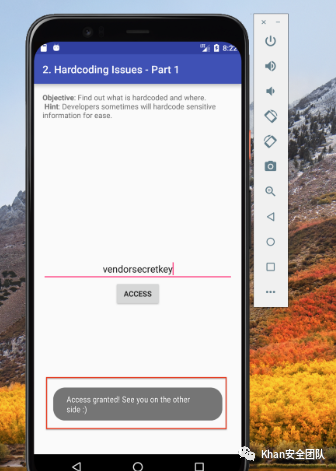 8:22
2. Hardcoding Issues - Part 1
Objective: Find out what is hardcoded and where.
Hint: Developers sometimes will hardcode sensitive
information for ease.
vendorsecretkey
ACCESS
Access granted! See you on the other
side :)
Khan安全团队